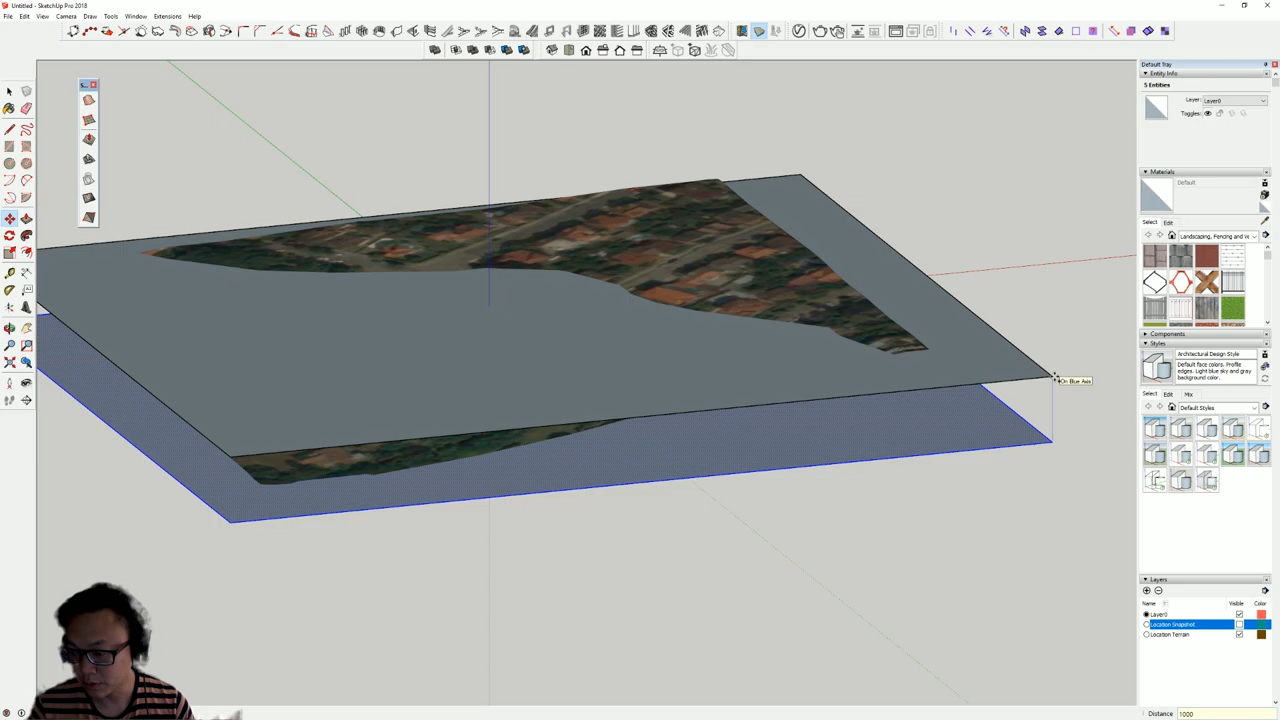 Untitled - SketchUp Pro 2018
File Edit View Camera Draw Tools Window Extensions Help
Default Tray
Entity Info
5 Entities
Layer: Layer0
Toggles:
Materials
Default
Select Edit
Landscaping, Fencing and Ve
Components
Styles
Architectural Design Style
Default face colors. Profile edges. Light blue sky and gray background color.
Select Edit Mix
Default Styles
On Blue Axis
Layers
Name Visible Color
Layer0
Location Snapshot
Location Terrain
Distance 1000